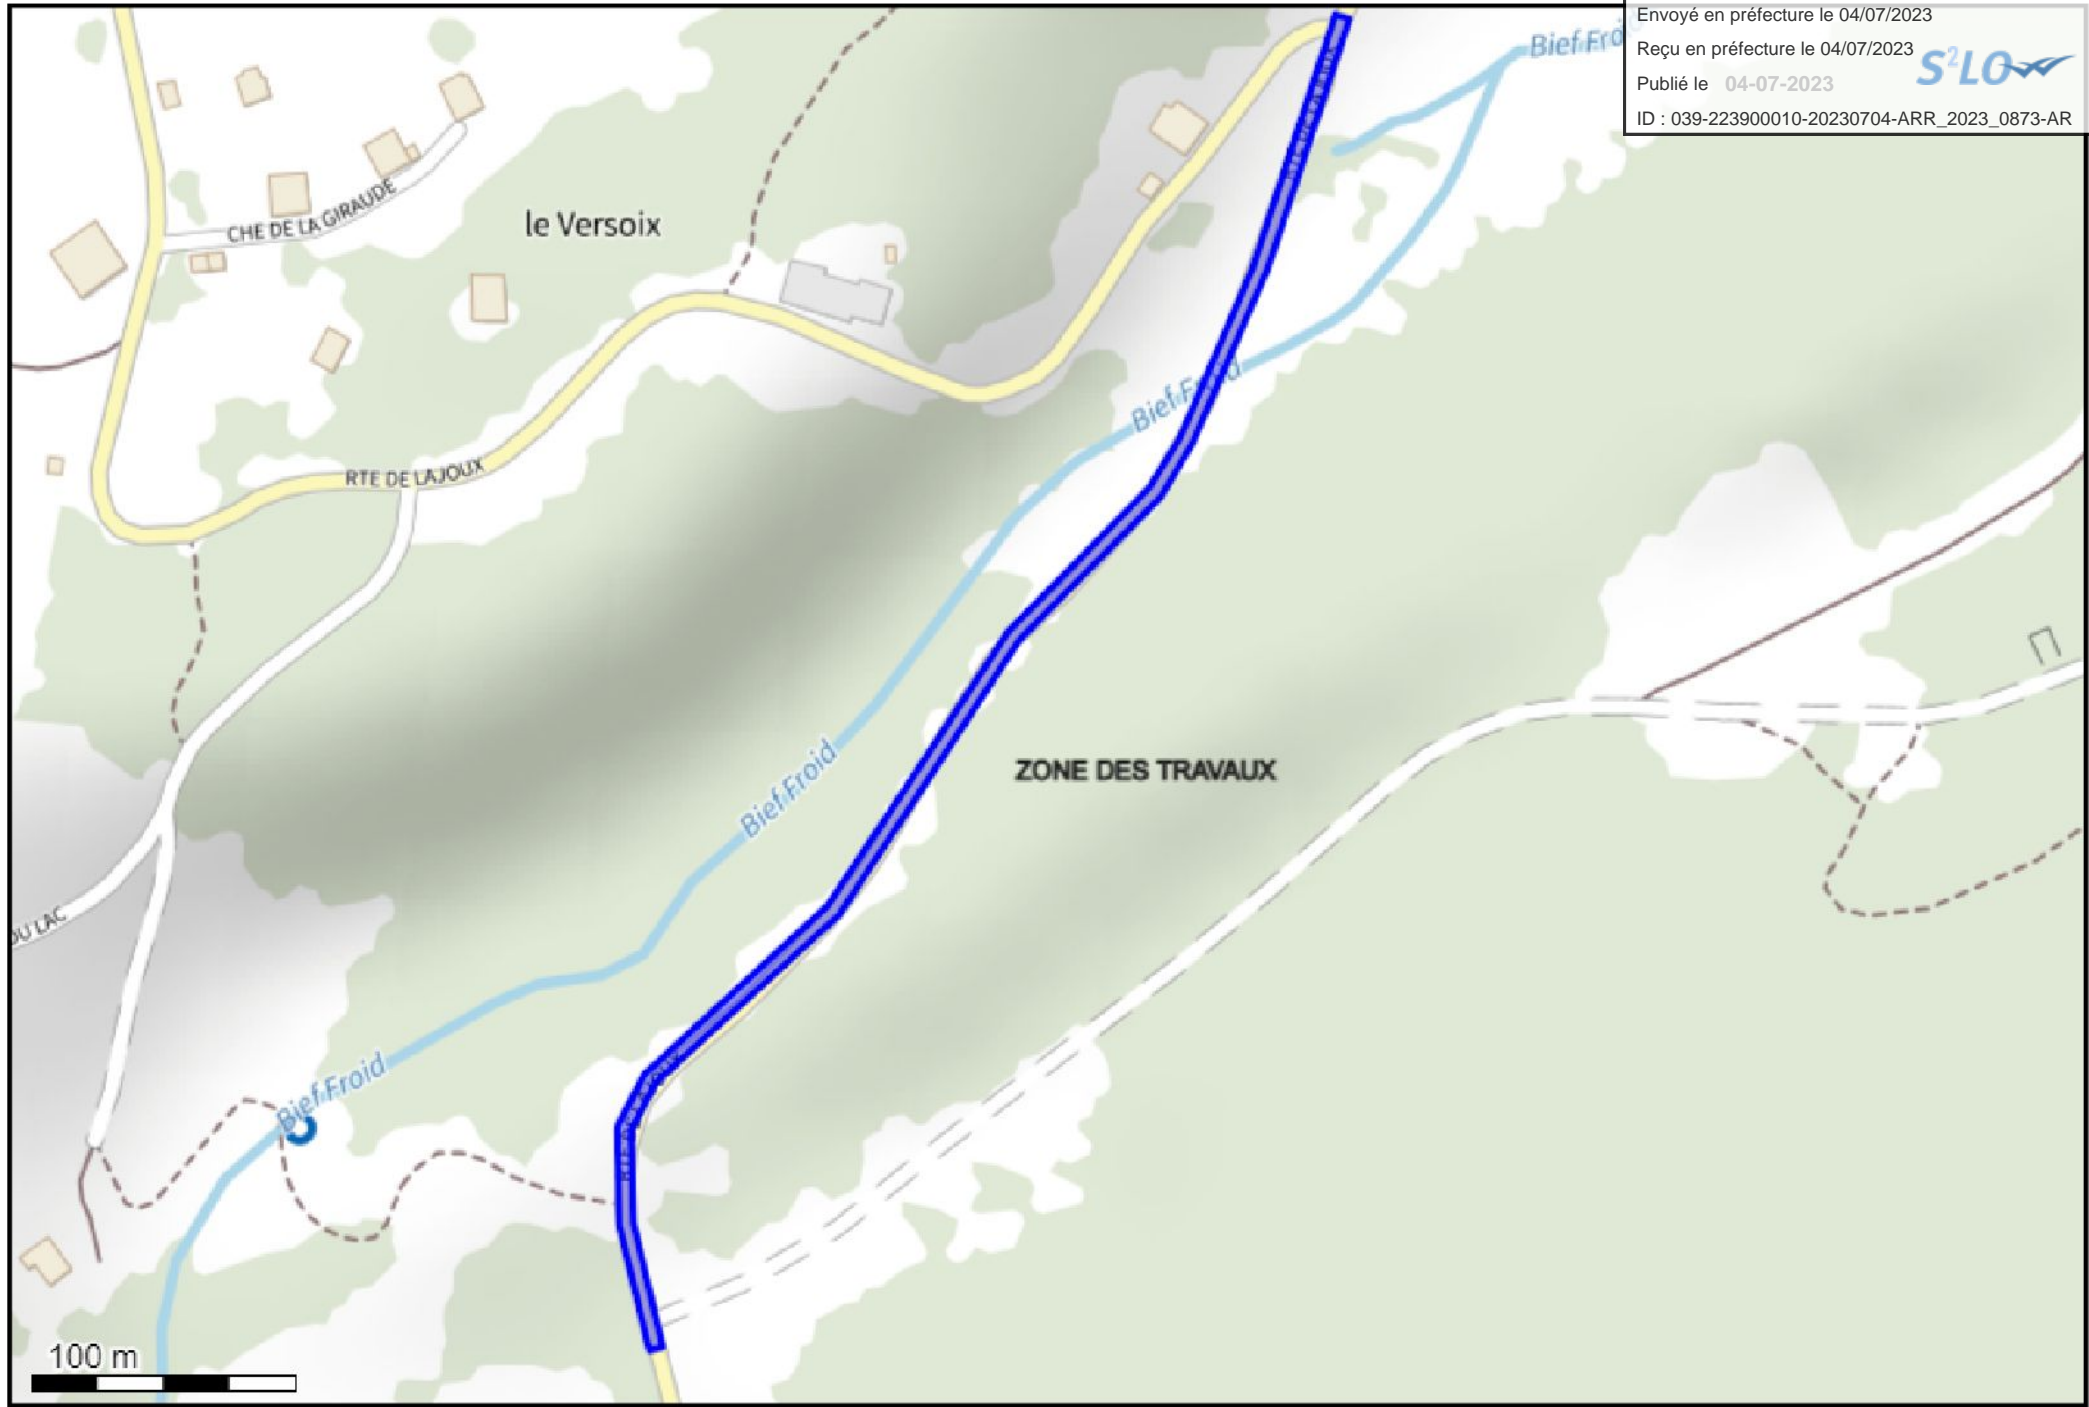 Envoyé en préfecture le 04/07/2023
Reçu en préfecture le 04/07/2023
Publié le 04-07-2023
S²LO
ID : 039-223900010-20230704-ARR_2023_0873-AR
Bief Froid
CHE DE LA GIRAUDE
le Versoix
Bief
RTE DE LAJOUX
ZONE DES TRAVAUX
Bief Froid
DU LAC
Bief Froid
100 m